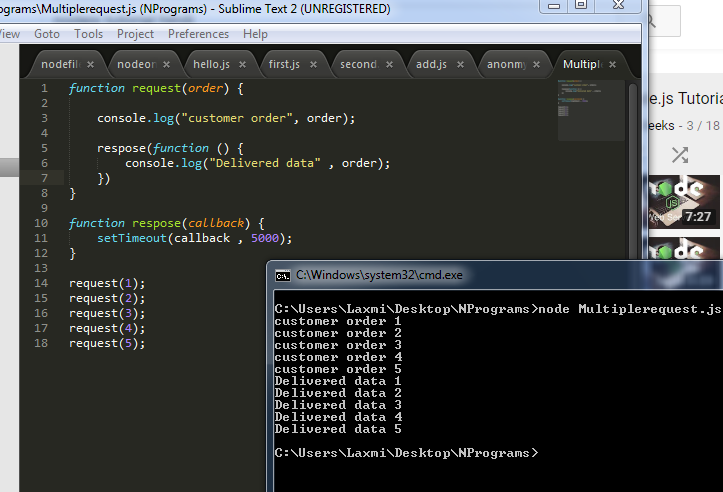 ograms\Multiplerequest.js (NPrograms) - Sublime Text 2 (UNREGISTERED)
View Goto Tools Project Preferences Help
nodefile nodeon hello.js first.js second. add.js anonmy Multipl
1 function request(order) {
2
3 console.log("customer order", order);
4
5 respose(function () {
6 console.log("Delivered data" , order);
7 })
8 }
9
10 function respose(callback) {
11 setTimeout(callback , 5000);
12 }
13
14 request(1);
15 request(2);
16 request(3);
17 request(4);
18 request(5);
e.js Tutoria
eeks - 3 / 18
7:27
C:\Windows\system32\cmd.exe
C:\Users\Laxmi\Desktop\NPrograms>node Multiplerequest.js
customer order 1
customer order 2
customer order 3
customer order 4
customer order 5
Delivered data 1
Delivered data 2
Delivered data 3
Delivered data 4
Delivered data 5
C:\Users\Laxmi\Desktop\NPrograms>